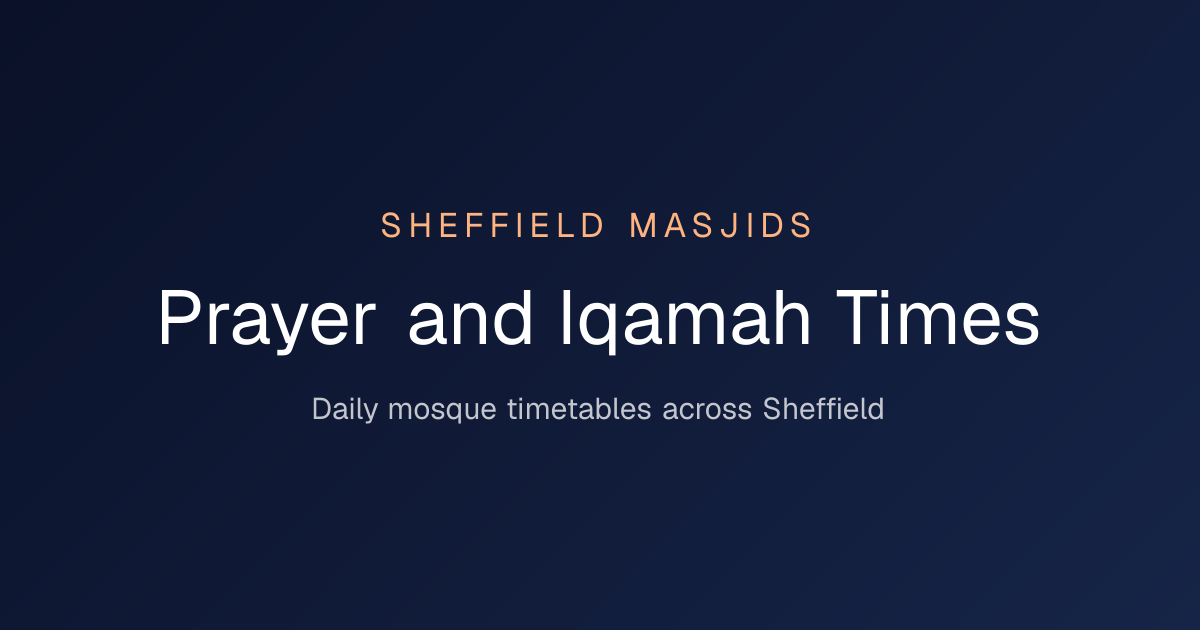 SHEFFIELD MASJIDS
Prayer and Iqamah Times
Daily mosque timetables across Sheffield